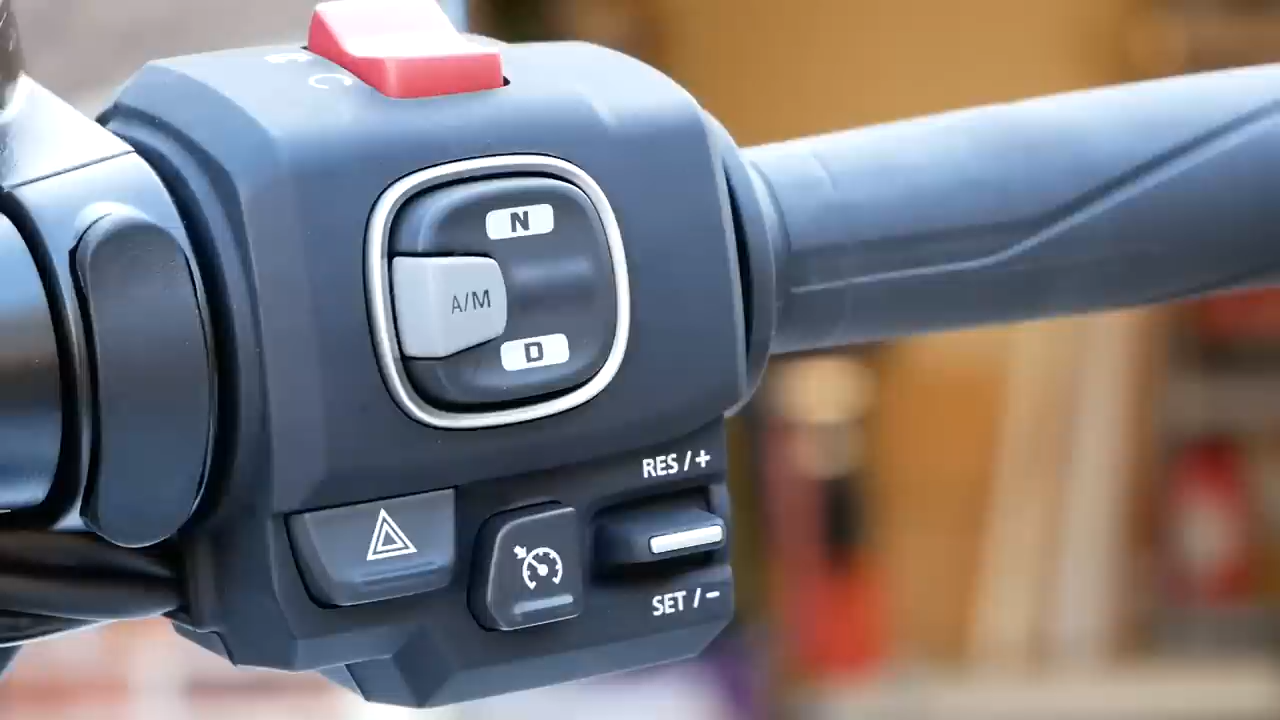 N
A/M
D
RES / +
SET / −